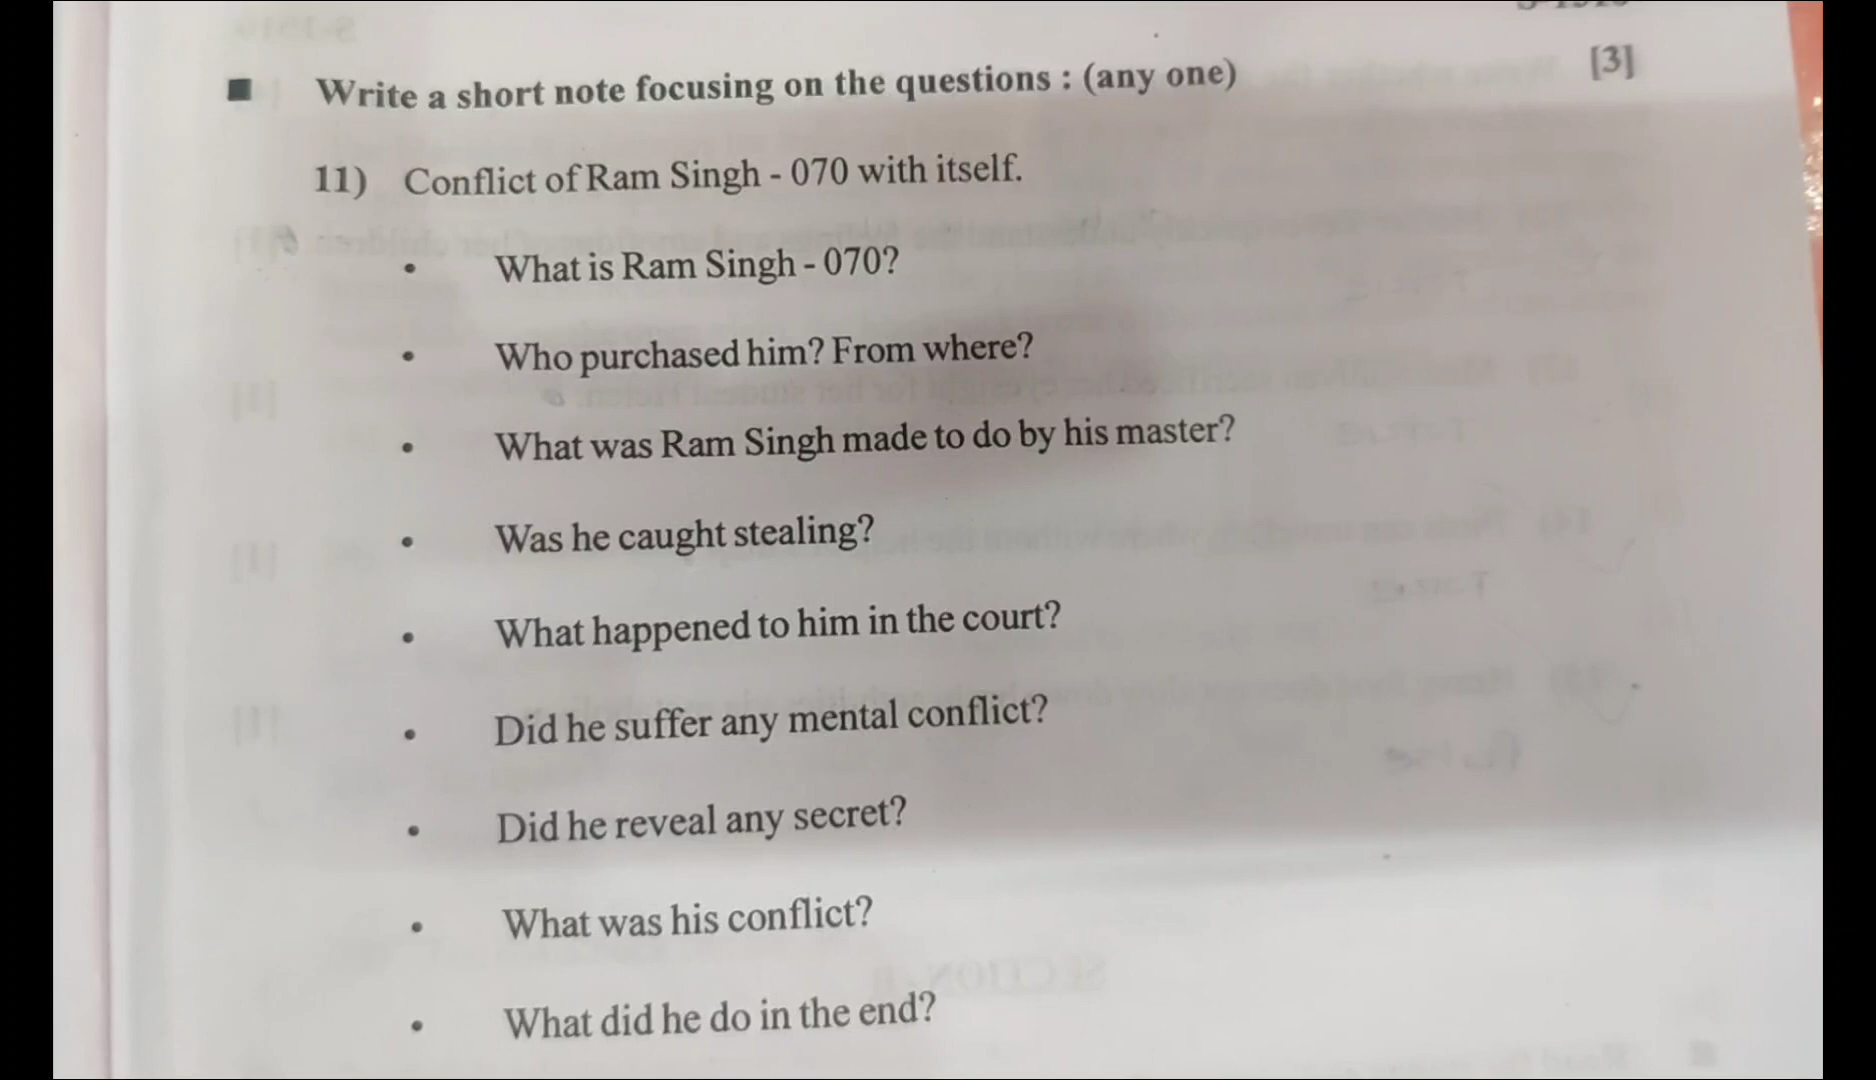 ■ Write a short note focusing on the questions : (any one) [3]
11) Conflict of Ram Singh - 070 with itself.
• What is Ram Singh - 070?
• Who purchased him? From where?
• What was Ram Singh made to do by his master?
• Was he caught stealing?
• What happened to him in the court?
• Did he suffer any mental conflict?
• Did he reveal any secret?
• What was his conflict?
• What did he do in the end?